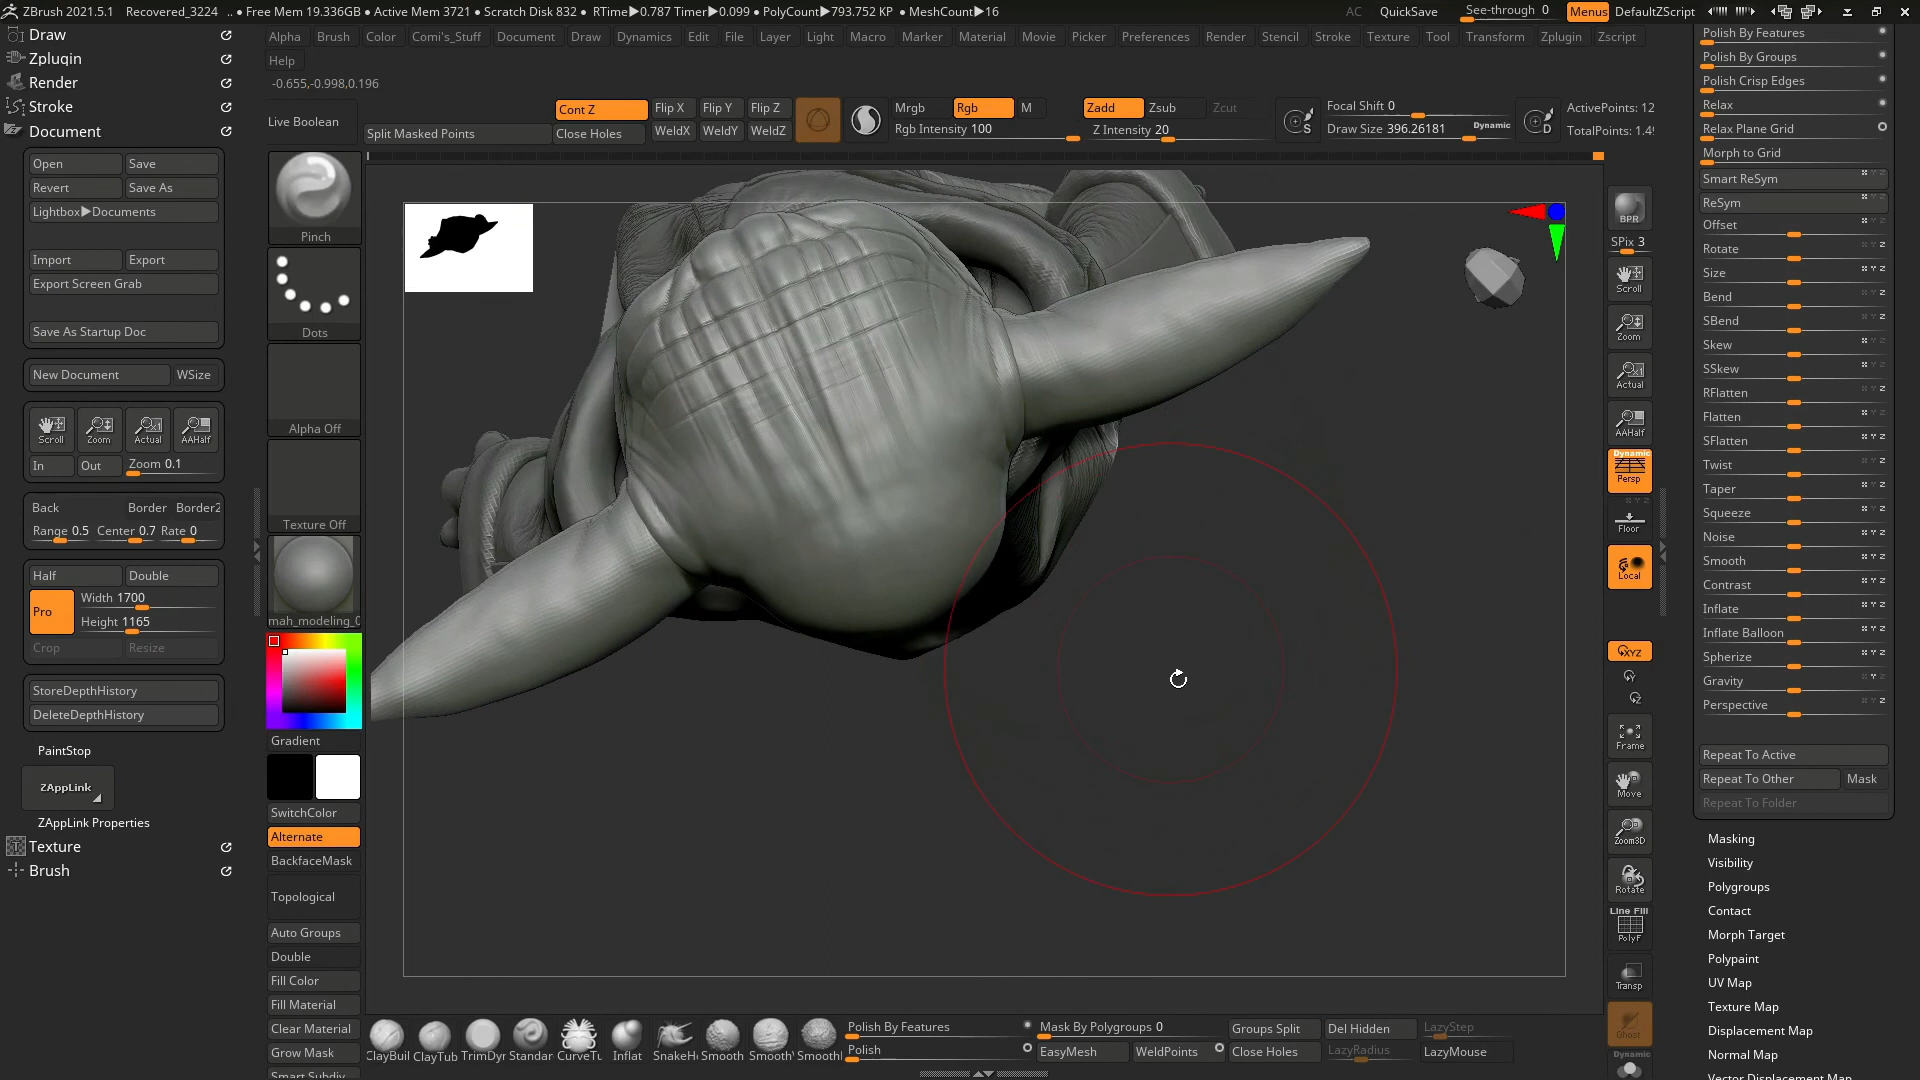 ZBrush 2021.5.1 Recovered_3224 .. • Free Mem 19.336GB • Active Mem 3721 • Scratch Disk 832 • RTime▶0.787 Timer▶0.099 • PolyCount▶793.752 KP • MeshCount▶16 AC QuickSave See-through 0 Menus DefaultZScript
Alpha Brush Color Comi's_Stuff Document Draw Dynamics Edit File Layer Light Macro Marker Material Movie Picker Preferences Render Stencil Stroke Texture Tool Transform Zplugin Zscript
Help
-0.655,-0.998,0.196
Draw
Zplugin
Render
Stroke
Document
Open Save
Revert Save As
Lightbox▶Documents
Import Export
Export Screen Grab
Save As Startup Doc
New Document WSize
Scroll Zoom Actual AAHalf
In Out Zoom 0.1
Back Border Border2
Range 0.5 Center 0.7 Rate 0
Half Double
Pro Width 1700
Height 1165
Crop Resize
StoreDepthHistory
DeleteDepthHistory
PaintStop
ZAppLink
ZAppLink Properties
Texture
Brush
Live Boolean
Split Masked Points
Cont Z
Close Holes
Flip X Flip Y Flip Z
WeldX WeldY WeldZ
Mrgb Rgb M
Rgb Intensity 100
Zadd Zsub Zcut
Z Intensity 20
S
Focal Shift 0
Draw Size 396.26181 Dynamic
D
ActivePoints: 12
TotalPoints: 1.4
Pinch
Dots
Alpha Off
Texture Off
mah_modeling_0
Gradient
SwitchColor
Alternate
BackfaceMask
Topological
Auto Groups
Double
Fill Color
Fill Material
Clear Material
Grow Mask
Smart Subdiv
BPR
SPix 3
Scroll
Zoom
Actual
AAHalf
Dynamic
Persp
Floor
Local
XYZ
Y
Z
Frame
Move
Zoom3D
Rotate
Line Fill
PolyF
Transp
Ghost
Dynamic
Polish By Features
Polish By Groups
Polish Crisp Edges
Relax
Relax Plane Grid
Morph to Grid
Smart ReSym
ReSym
Offset
Rotate
Size
Bend
SBend
Skew
SSkew
RFlatten
Flatten
SFlatten
Twist
Taper
Squeeze
Noise
Smooth
Contrast
Inflate
Inflate Balloon
Spherize
Gravity
Perspective
Repeat To Active
Repeat To Other Mask
Repeat To Folder
Masking
Visibility
Polygroups
Contact
Morph Target
Polypaint
UV Map
Texture Map
Displacement Map
Normal Map
Vector Displacement Map
ClayBuil ClayTub TrimDyr Standar CurveTu Inflat SnakeH Smooth Smooth Smooth
Polish By Features
Polish
Mask By Polygroups 0
EasyMesh WeldPoints
Groups Split Del Hidden LazyStep
Close Holes LazyRadius LazyMouse